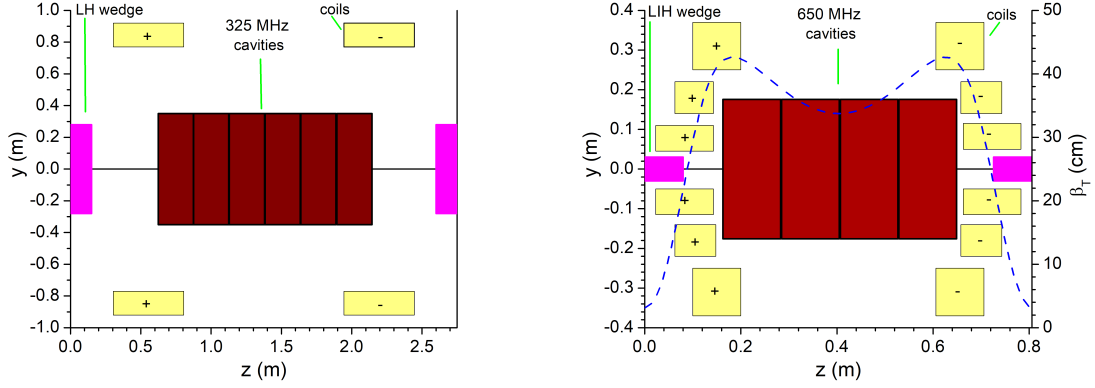 LH wedge
325 MHz
cavities
coils
+
-
+
-
1.0
0.8
0.6
0.4
0.2
0.0
-0.2
-0.4
-0.6
-0.8
-1.0
y (m)
0.0 0.5 1.0 1.5 2.0 2.5
z (m)
LIH wedge
650 MHz
cavities
coils
+
-
+
-
+
-
+
-
+
-
+
-
0.4
0.3
0.2
0.1
0.0
-0.1
-0.2
-0.3
-0.4
y (m)
0.0 0.2 0.4 0.6 0.8
z (m)
50
40
30
20
10
0
βT (cm)